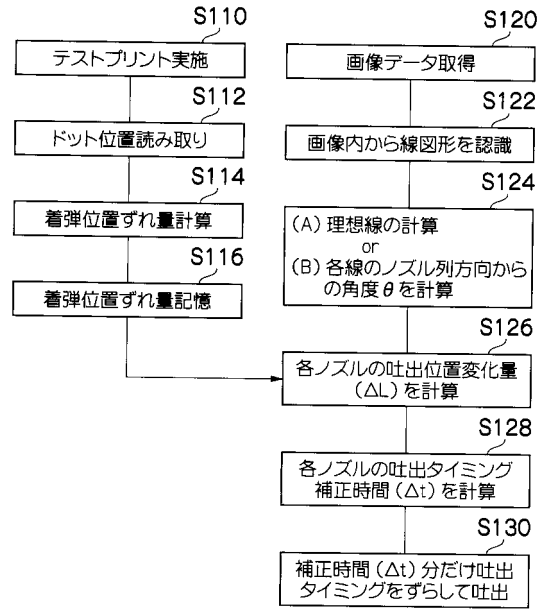 S110
テストプリント実施
S112
ドット位置読み取り
S114
着弾位置ずれ量計算
S116
着弾位置ずれ量記憶
S120
画像データ取得
S122
画像内から線図形を認識
S124
(A) 理想線の計算
or
(B) 各線のノズル列方向から
の角度θを計算
S126
各ノズルの吐出位置変化量
(ΔL) を計算
S128
各ノズルの吐出タイミング
補正時間 (Δt) を計算
S130
補正時間 (Δt) 分だけ吐出
タイミングをずらして吐出